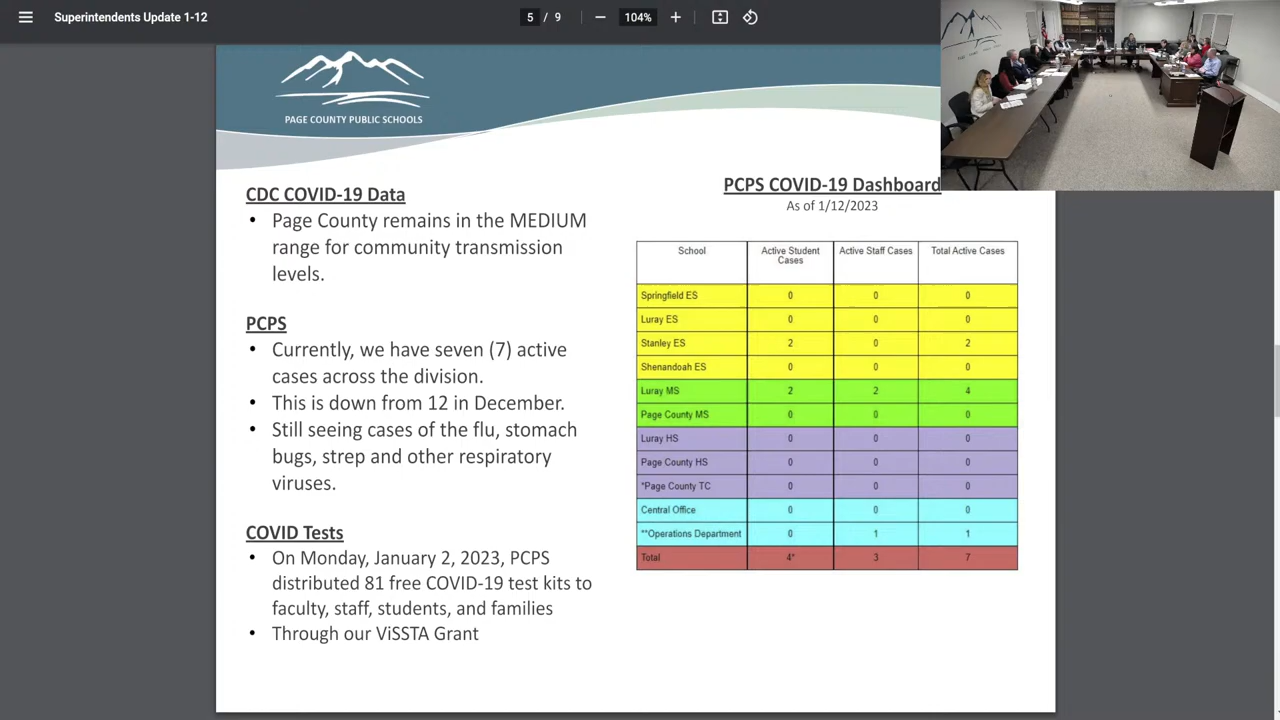 Superintendents Update 1-12
5 / 9
104%
PAGE COUNTY PUBLIC SCHOOLS
CDC COVID-19 Data
• Page County remains in the MEDIUM
range for community transmission
levels.
PCPS
• Currently, we have seven (7) active
cases across the division.
• This is down from 12 in December.
• Still seeing cases of the flu, stomach
bugs, strep and other respiratory
viruses.
COVID Tests
• On Monday, January 2, 2023, PCPS
distributed 81 free COVID-19 test kits to
faculty, staff, students, and families
• Through our ViSSTA Grant
PCPS COVID-19 Dashboard
As of 1/12/2023
School Active Student Cases Active Staff Cases Total Active Cases
Springfield ES 0 0 0
Luray ES 0 0 0
Stanley ES 2 0 2
Shenandoah ES 0 0 0
Luray MS 2 2 4
Page County MS 0 0 0
Luray HS 0 0 0
Page County HS 0 0 0
*Page County TC 0 0 0
Central Office 0 0 0
**Operations Department 0 1 1
Total 4* 3 7